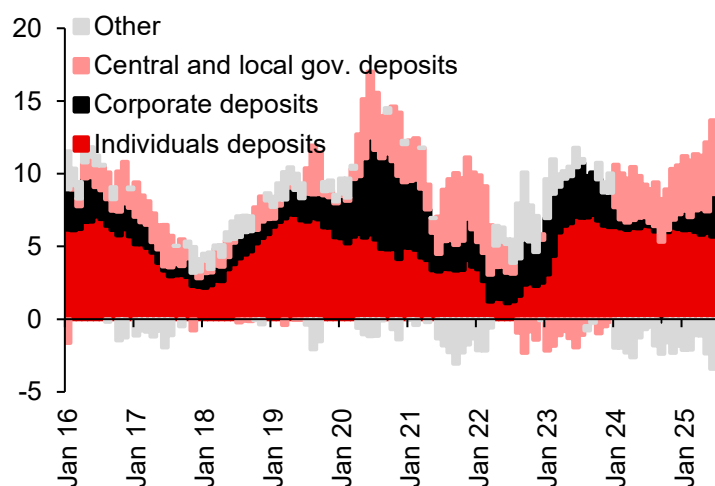 20
15
10
5
0
-5
Other
Central and local gov. deposits
Corporate deposits
Individuals deposits
Jan 16
Jan 17
Jan 18
Jan 19
Jan 20
Jan 21
Jan 22
Jan 23
Jan 24
Jan 25